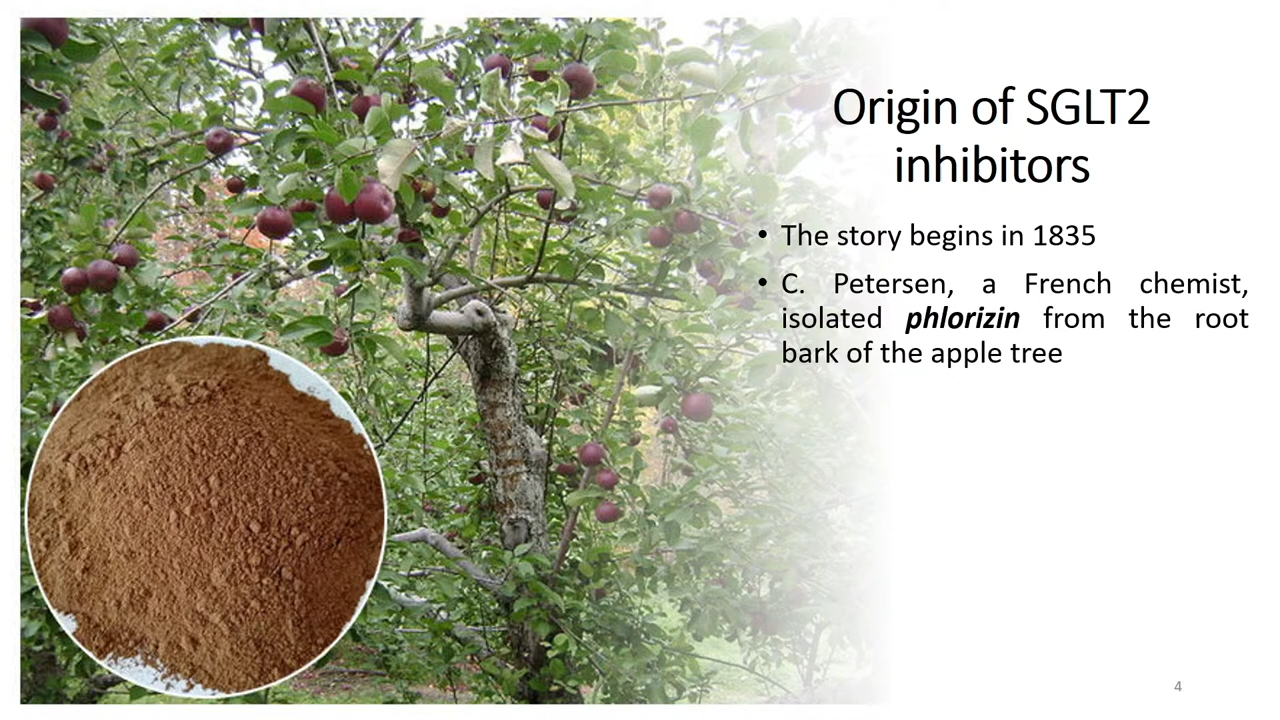 Origin of SGLT2
inhibitors
• The story begins in 1835
• C. Petersen, a French chemist,
isolated phlorizin from the root
bark of the apple tree
4